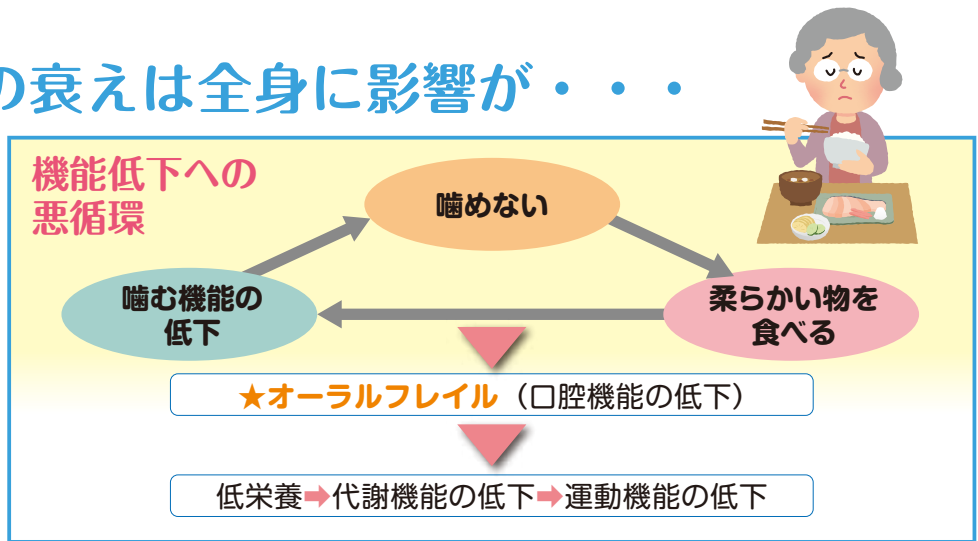 の衰えは全身に影響が・・・
機能低下への
悪循環
噛めない
噛む機能の
低下
柔らかい物を
食べる
★オーラルフレイル（口腔機能の低下）
低栄養➡代謝機能の低下➡運動機能の低下